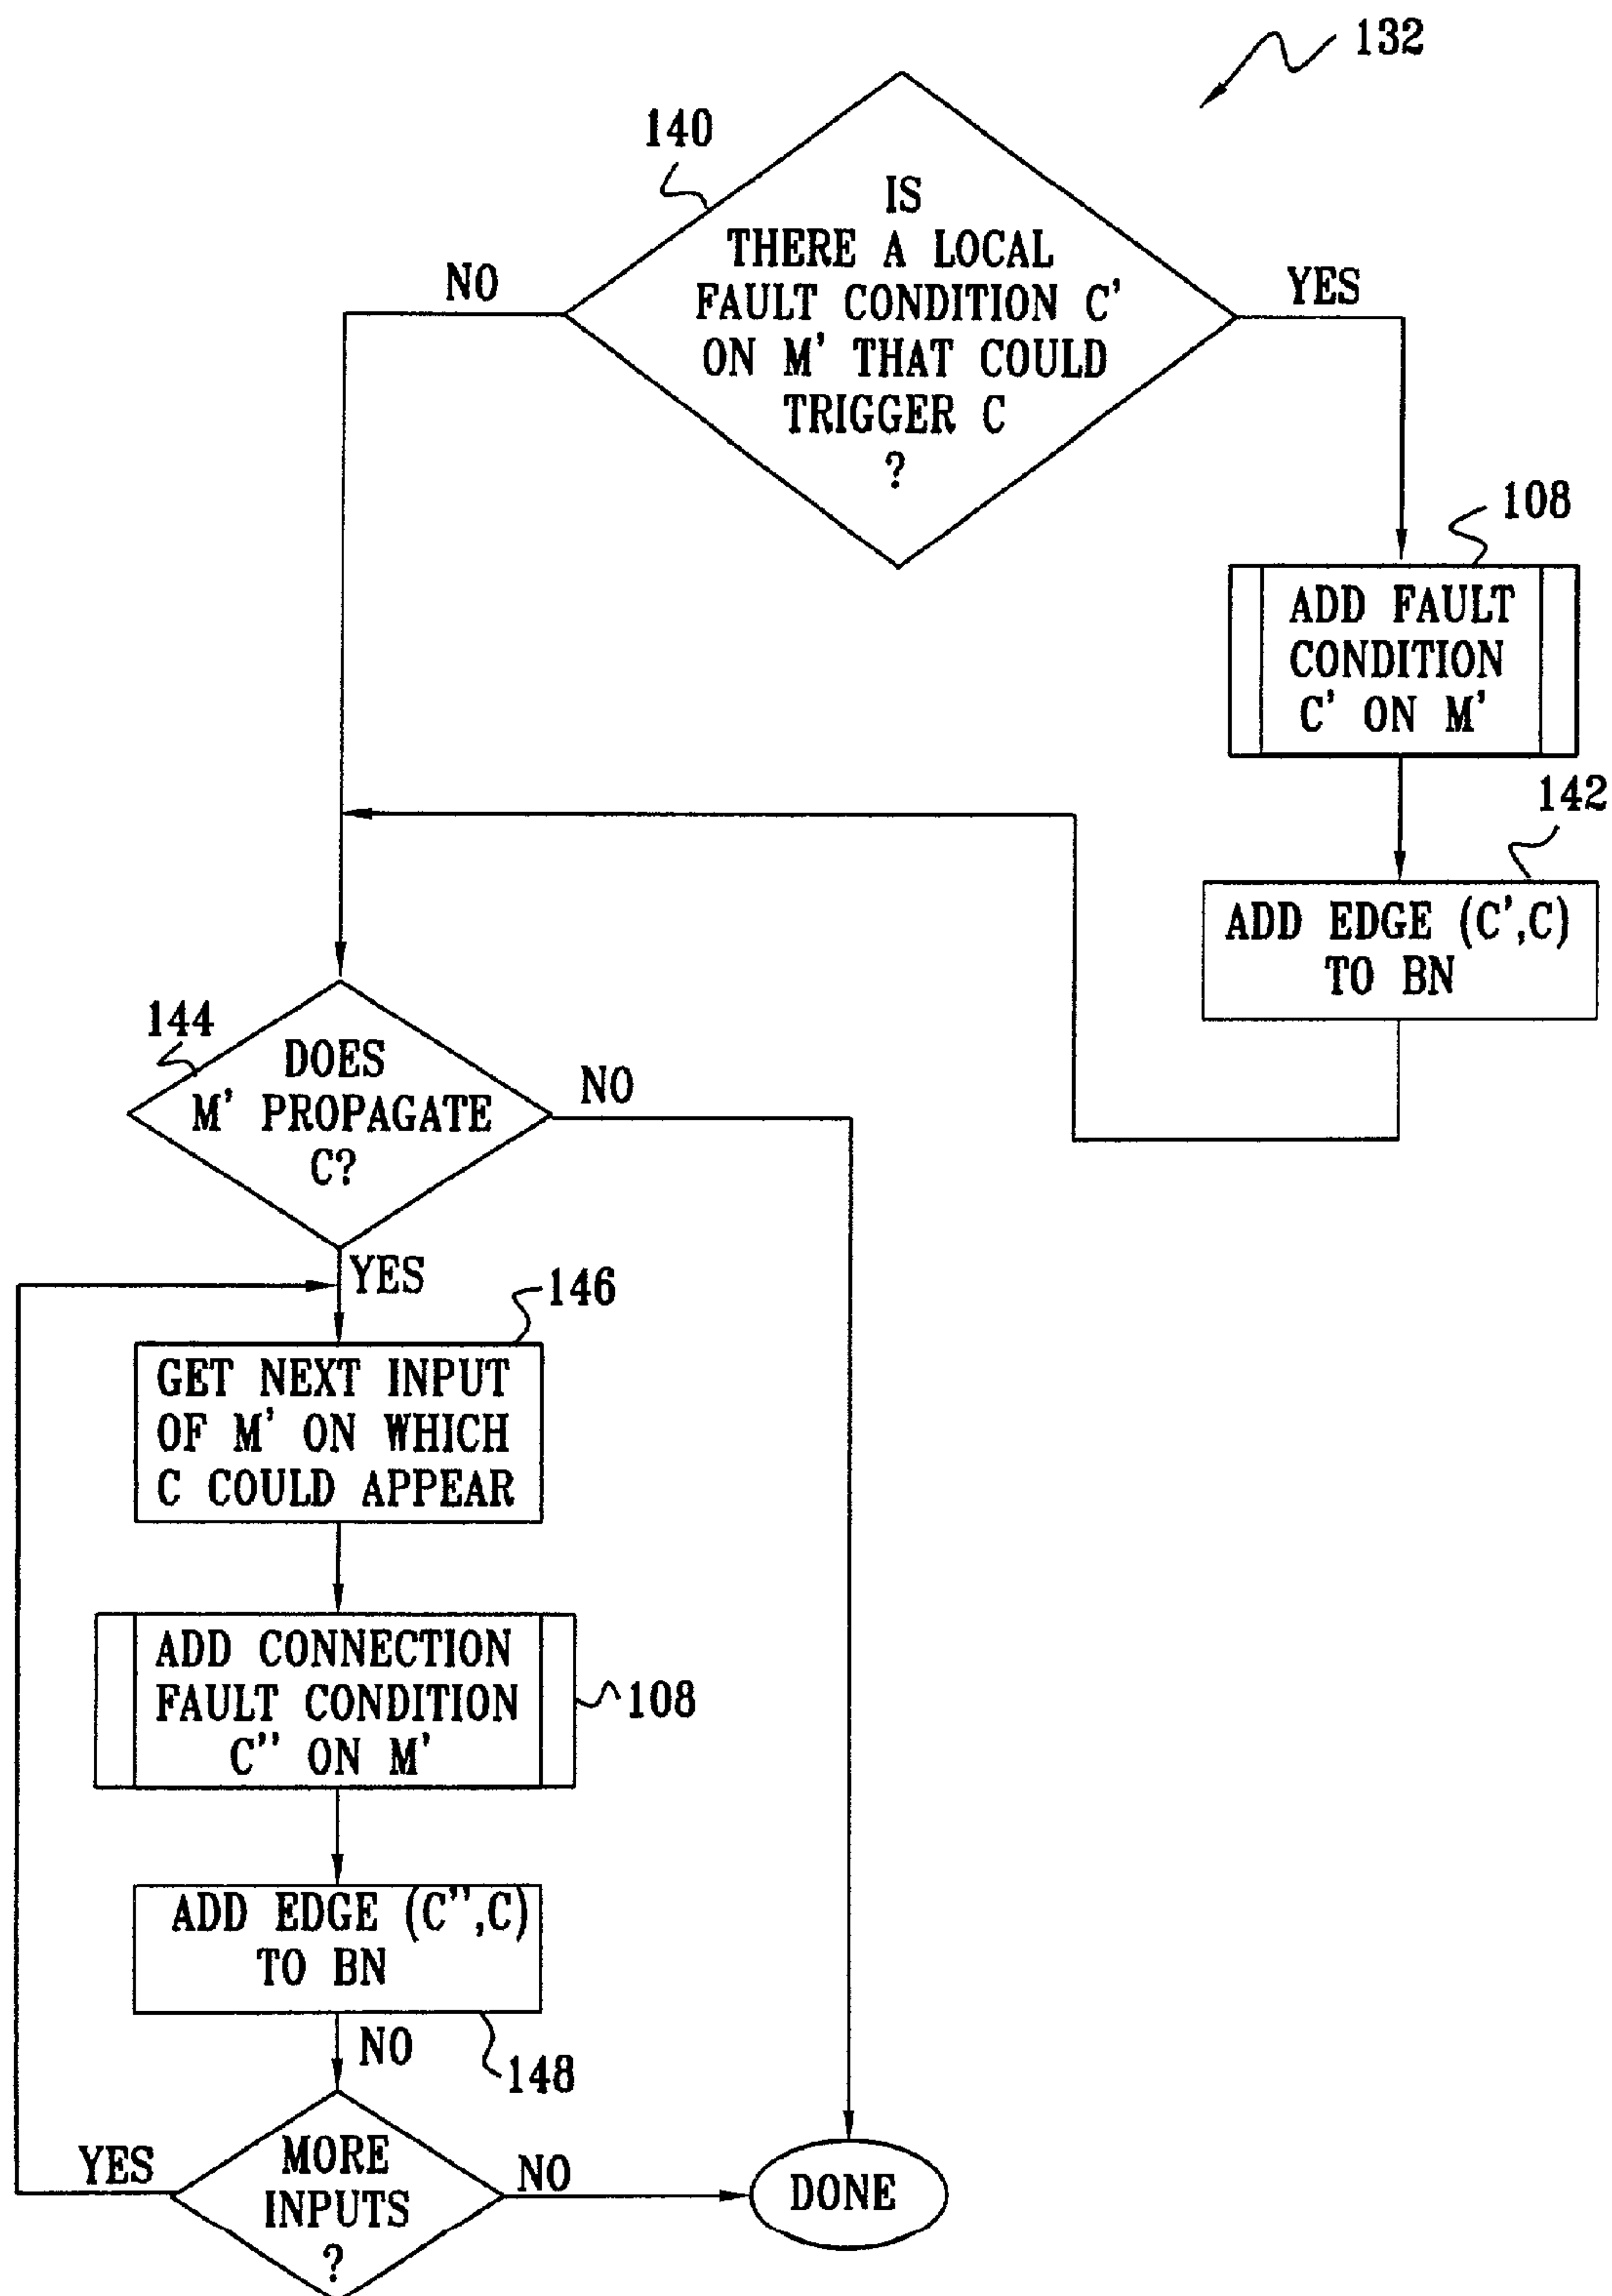 132
140
IS
THERE A LOCAL
FAULT CONDITION C'
ON M' THAT COULD
TRIGGER C
?
NO
YES
108
ADD FAULT
CONDITION
C' ON M'
142
ADD EDGE (C',C)
TO BN
144
DOES
M' PROPAGATE
C?
NO
YES
146
GET NEXT INPUT
OF M' ON WHICH
C COULD APPEAR
ADD CONNECTION
FAULT CONDITION
C'' ON M'
108
ADD EDGE (C'',C)
TO BN
NO
148
MORE
INPUTS
?
YES
NO
DONE